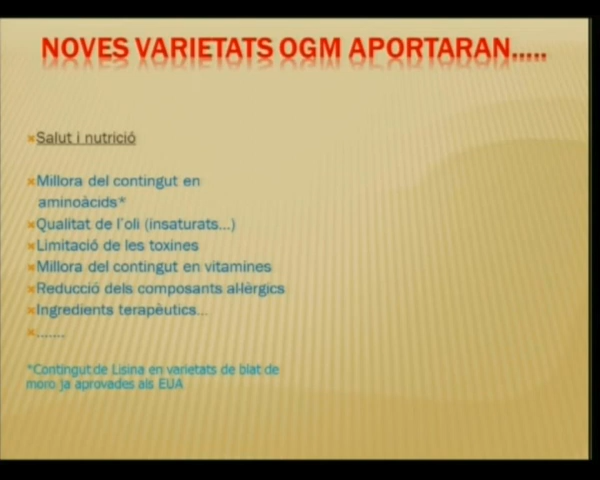 NOVES VARIETATS OGM APORTARAN.....
Salut i nutrició
Millora del contingut en
aminoàcids*
Qualitat de l'oli (insaturats...)
Limitació de les toxines
Millora del contingut en vitamines
Reducció dels composants al·lèrgics
Ingredients terapèutics...
.......
*Contingut de Lisina en varietats de blat de
moro ja aprovades als EUA